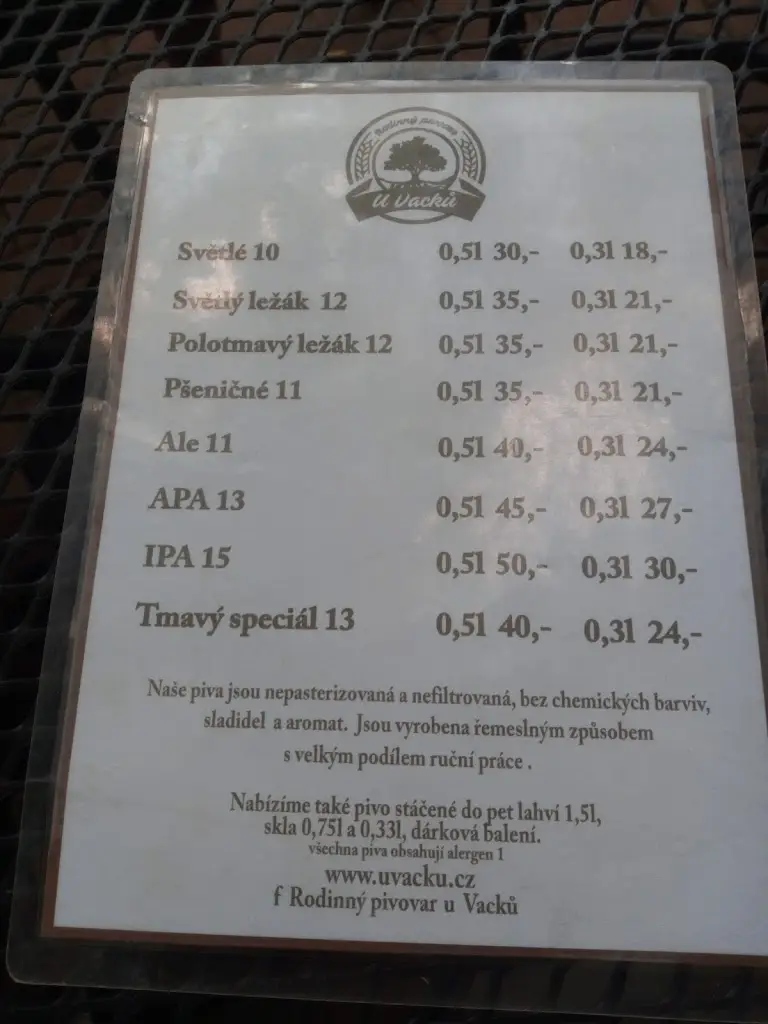 Rodinný pivovar
U Vacků
Světlé 10 0,5l 30,- 0,3l 18,-
Světlý ležák 12 0,5l 35,- 0,3l 21,-
Polotmavý ležák 12 0,5l 35,- 0,3l 21,-
Pšeničné 11 0,5l 35,- 0,3l 21,-
Ale 11 0,5l 40,- 0,3l 24,-
APA 13 0,5l 45,- 0,3l 27,-
IPA 15 0,5l 50,- 0,3l 30,-
Tmavý speciál 13 0,5l 40,- 0,3l 24,-
Naše piva jsou nepasterizovaná a nefiltrovaná, bez chemických barviv,
sladidel a aromat. Jsou vyrobena řemeslným způsobem
s velkým podílem ruční práce .
Nabízíme také pivo stáčené do pet lahví 1,5l,
skla 0,75l a 0,33l, dárková balení.
všechna piva obsahují alergen 1
www.uvacku.cz
f Rodinný pivovar u Vacků